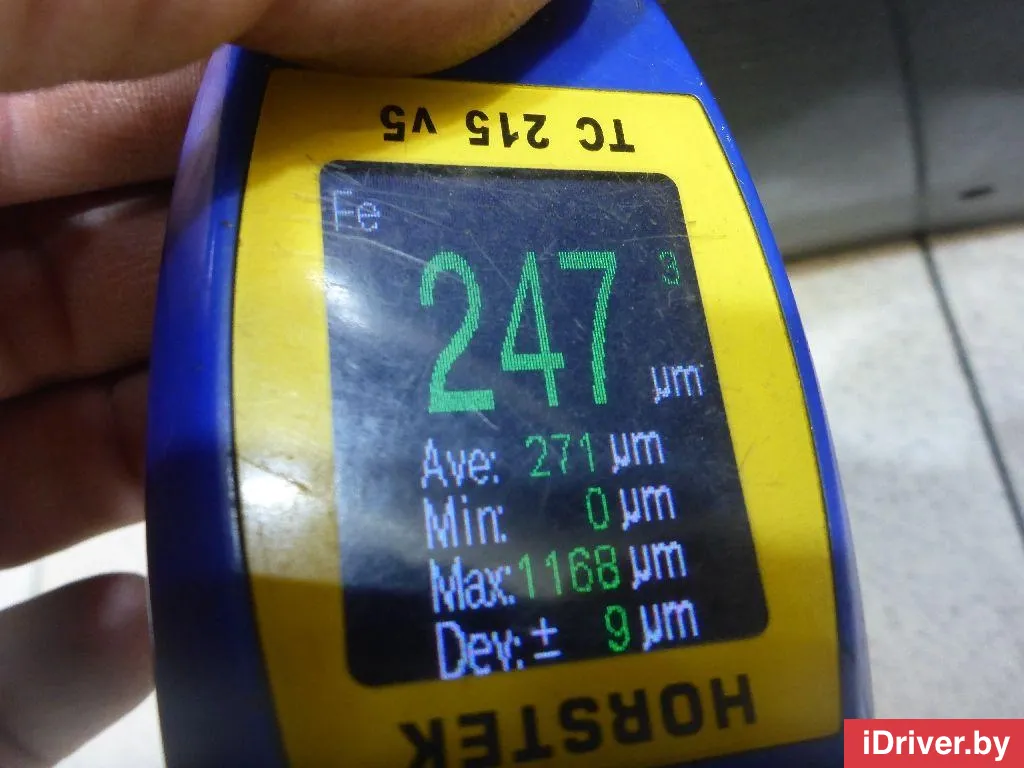 TC 215 v5
Fe
247 3
µm
Ave: 271 µm
Min: 0 µm
Max: 1168 µm
Dev: ± 9 µm
HORSTEK
iDriver.by